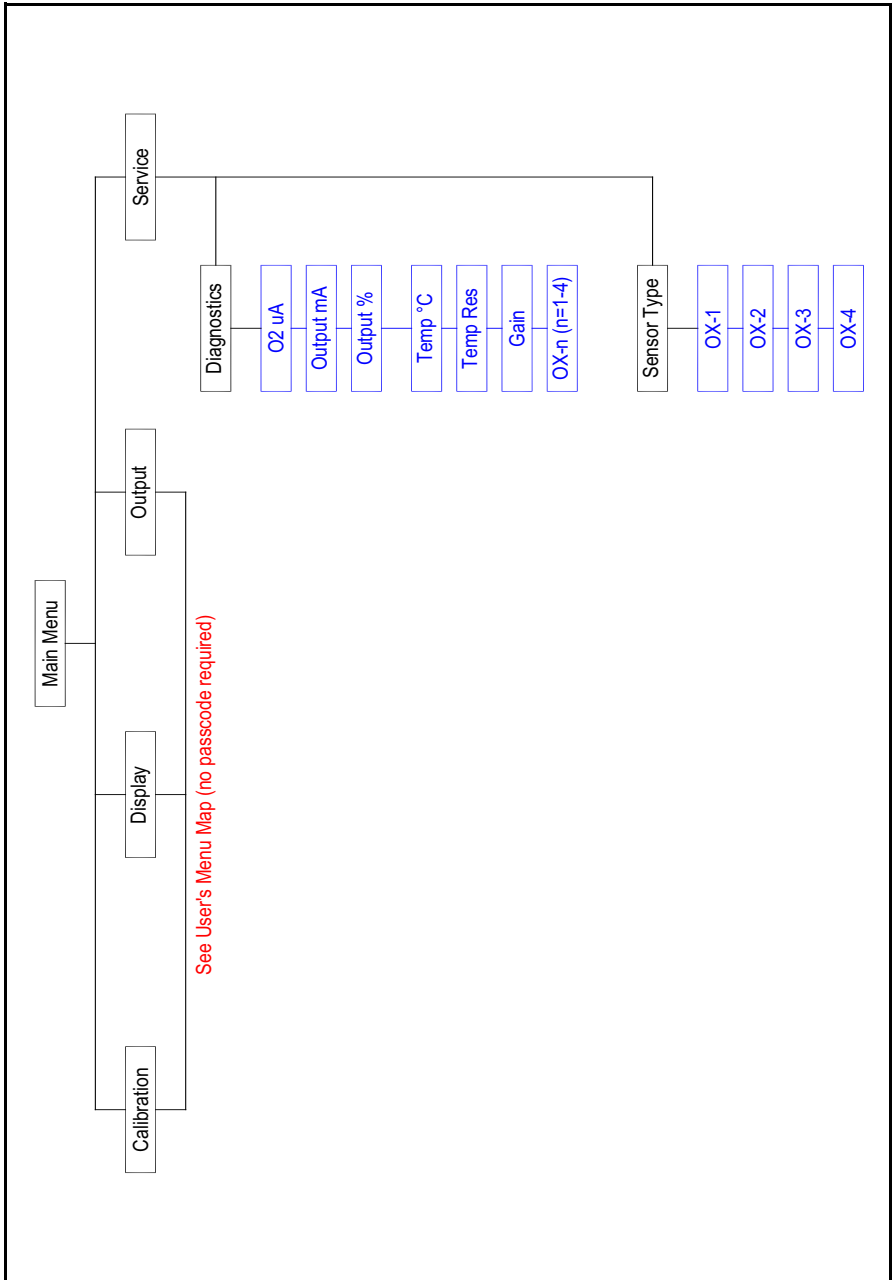 Main Menu
Calibration
Display
Output
Service
See User's Menu Map (no passcode required)
Diagnostics
O2 uA
Output mA
Output %
Temp °C
Temp Res
Gain
OX-n (n=1-4)
Sensor Type
OX-1
OX-2
OX-3
OX-4